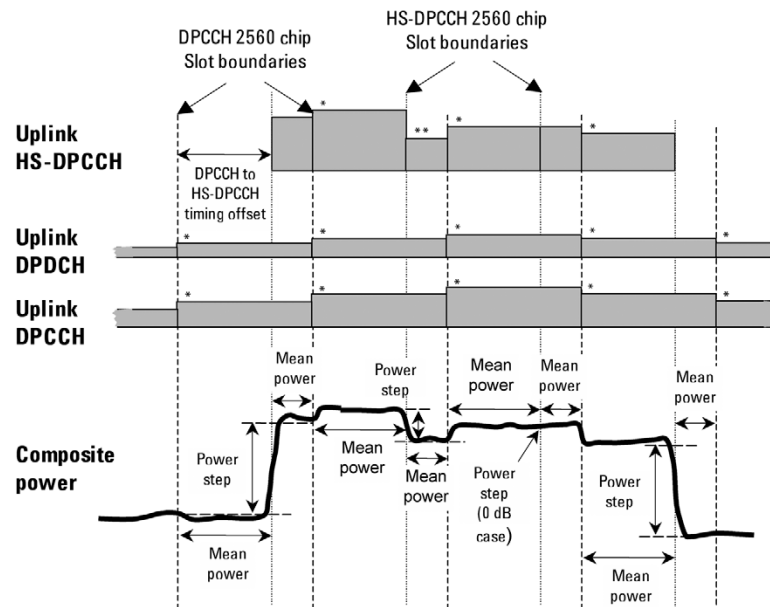 DPCCH 2560 chip
Slot boundaries
HS-DPCCH 2560 chip
Slot boundaries
Uplink
HS-DPCCH
*
**
*
*
DPCCH to
HS-DPCCH
timing offset
Uplink
DPDCH
*
*
*
*
*
Uplink
DPCCH
*
*
*
*
*
Mean
power
Power
step
Mean power
Mean
power
Mean
power
Composite
power
Power
step
Mean
power
Mean
power
Mean
power
Power
step
(0 dB
case)
Power
step
Mean
power